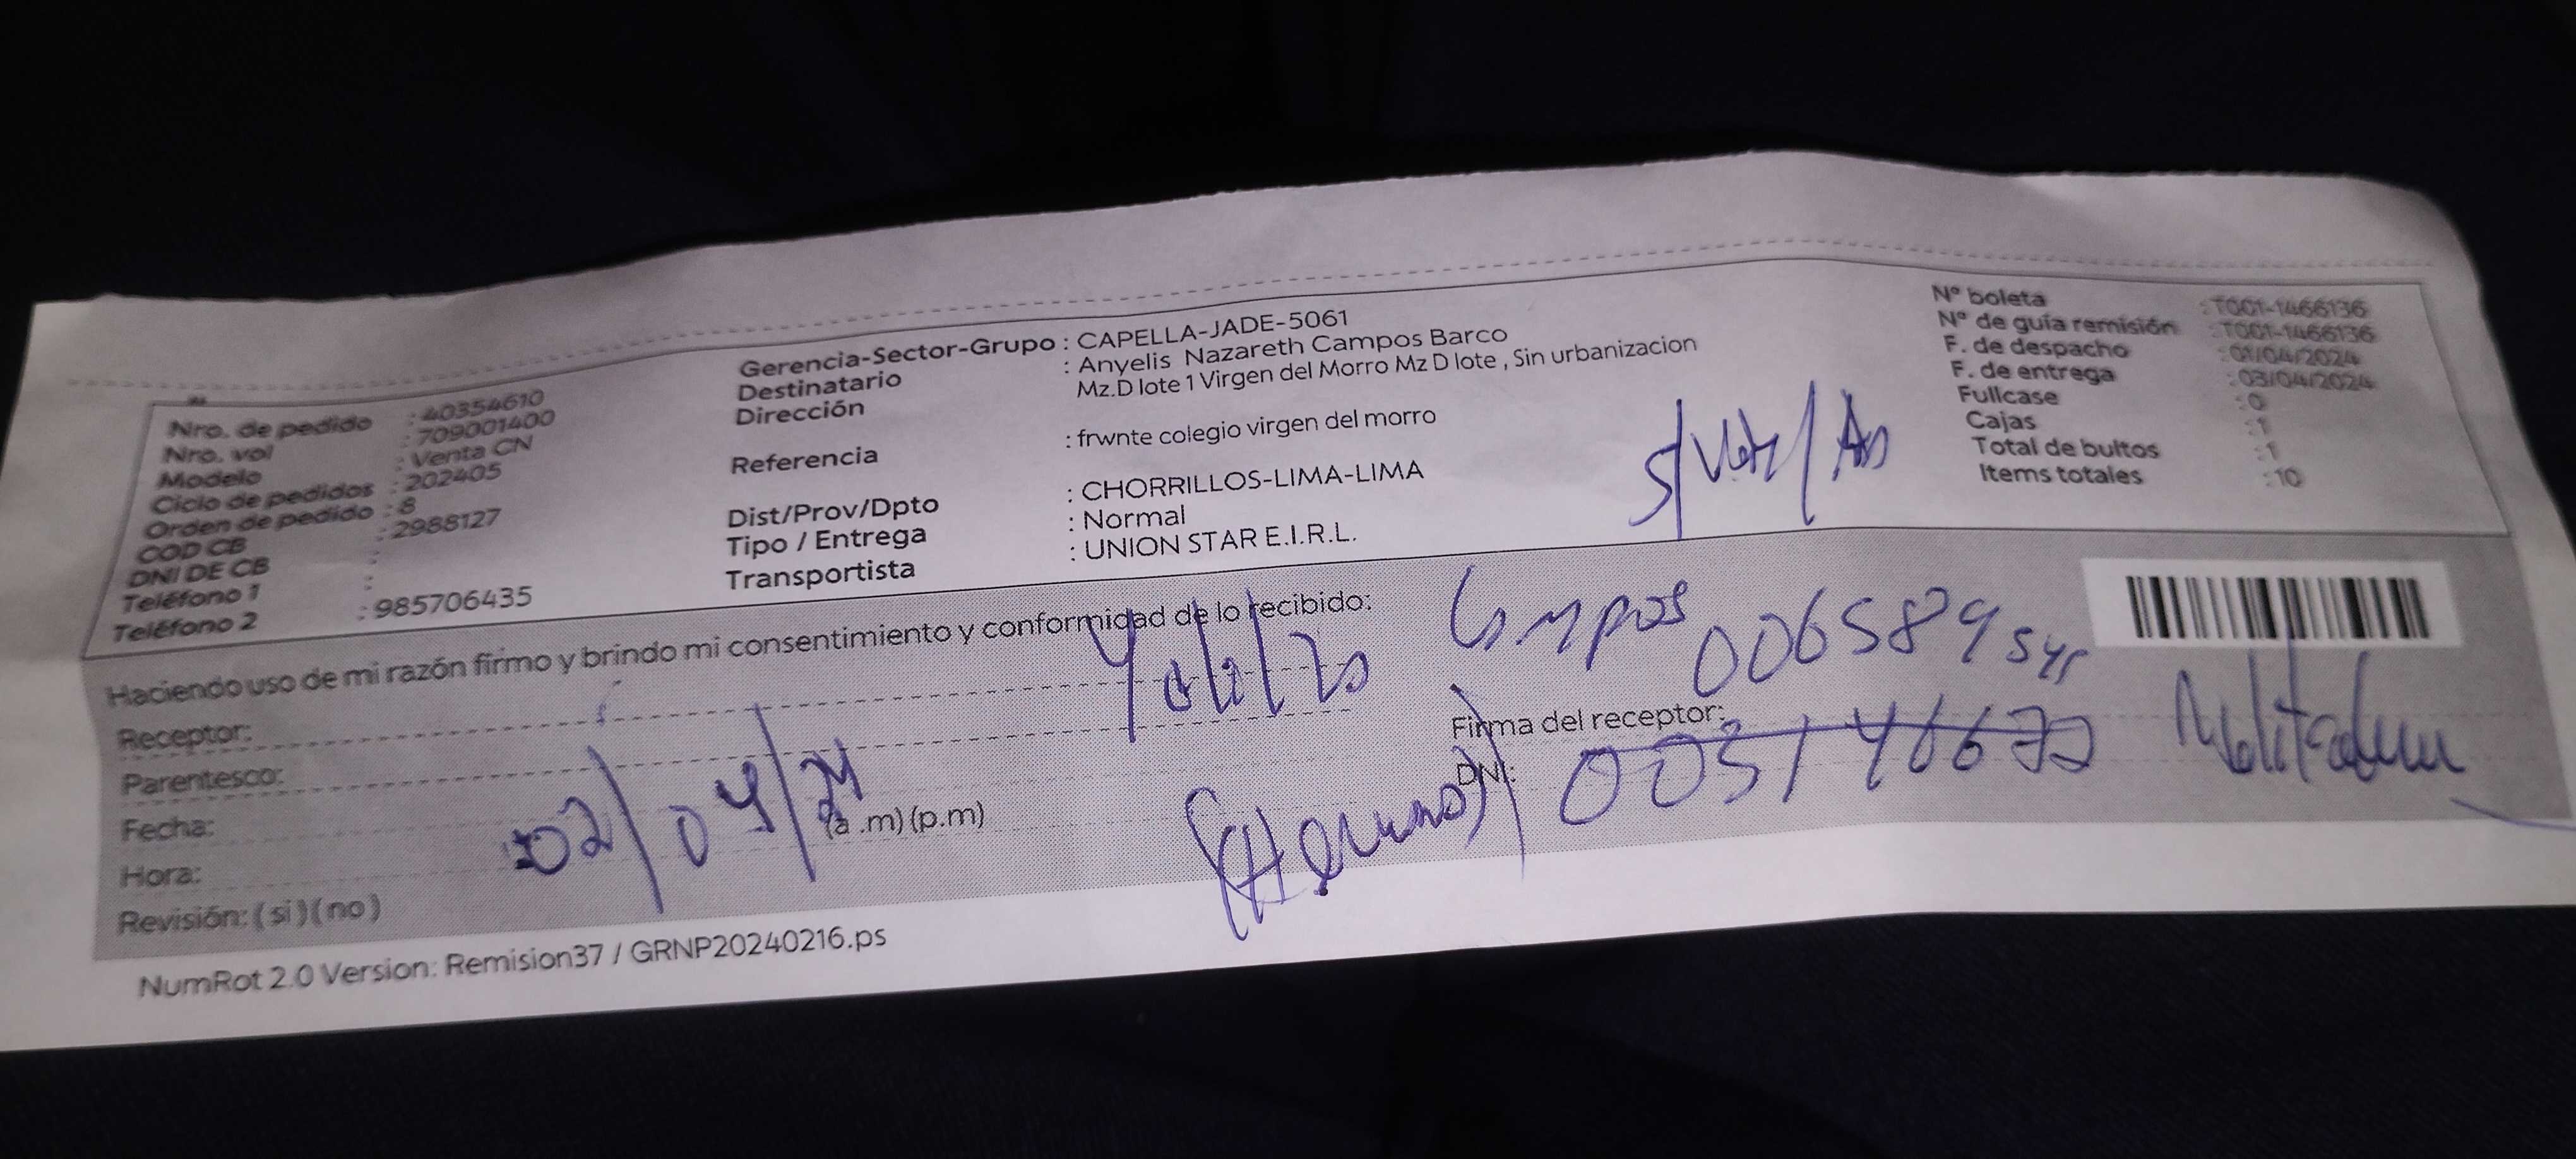 Nro. de pedido : 40354610
Nro. vol : 709001400
Modelo : Venta CN
Ciclo de pedidos : 202405
Orden de pedido : 8
COD CB : 2988127
DNI DE CB :
Teléfono 1 :
Teléfono 2 : 985706435
Gerencia-Sector-Grupo : CAPELLA-JADE-5061
Destinatario : Anyelis Nazareth Campos Barco
Dirección Mz.D lote 1 Virgen del Morro Mz D lote , Sin urbanizacion
Referencia : frwnte colegio virgen del morro
Dist/Prov/Dpto : CHORRILLOS-LIMA-LIMA
Tipo / Entrega : Normal
Transportista : UNION STAR E.I.R.L.
N° boleta : T001-1466136
N° de guía remisión : T001-1466136
F. de despacho : 01/04/2024
F. de entrega : 03/04/2024
Fullcase : 0
Cajas : 1
Total de bultos : 1
Items totales : 10
Haciendo uso de mi razón firmo y brindo mi consentimiento y conformidad de lo recibido:
Campos
Receptor:
Parentesco:
Fecha: 02/04/24
Hora: (a .m) (p.m)
Revisión: ( si ) ( no )
Firma del receptor:
DNI:
(Hermano)
NumRot 2.0 Version: Remision37 / GRNP20240216.ps